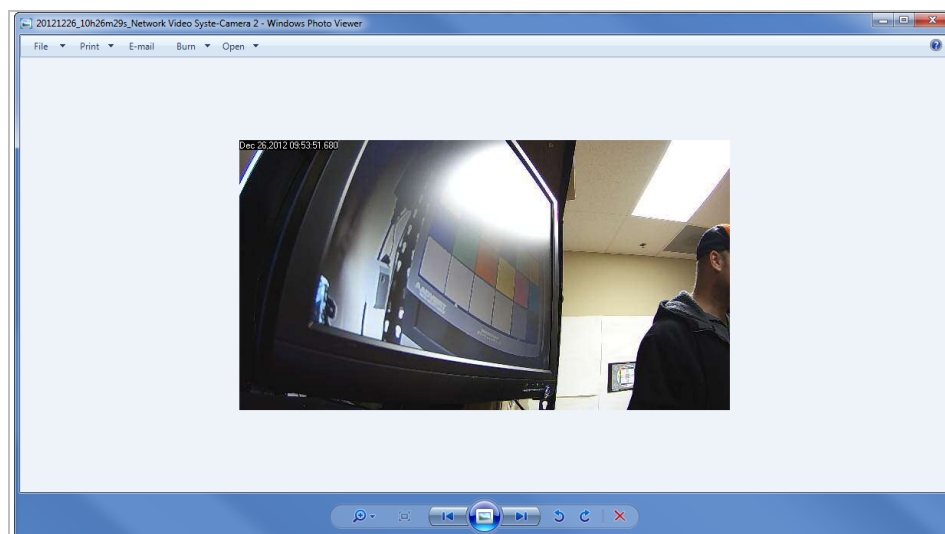 20121226_10h26m29s_Network Video Syste-Camera 2 - Windows Photo Viewer
File Print E-mail Burn Open
Dec 26,2012 09:53:51.680